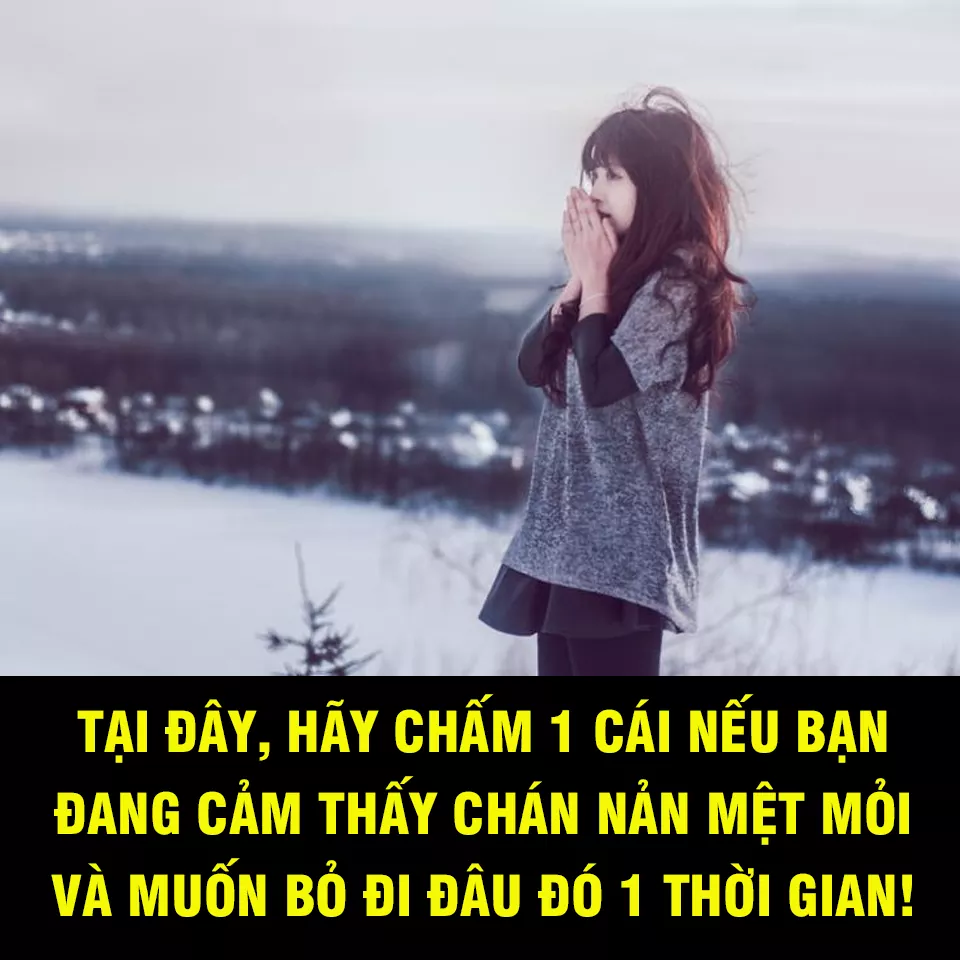 TẠI ĐÂY, HÃY CHẤM 1 CÁI NẾU BẠN
ĐANG CẢM THẤY CHÁN NẢN MỆT MỎI
VÀ MUỐN BỎ ĐI ĐÂU ĐÓ 1 THỜI GIAN!